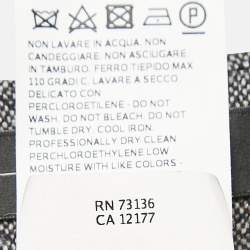 P
NON LAVARE IN ACQUA. NON
CANDEGGIARE. NON ASCIUGARE
IN TAMBURO. FERRO TIEPIDO MAX
110 GRADI C. LAVARE A SECCO
DELICATO CON
PERCLOROETILENE - DO NOT
WASH. DO NOT BLEACH. DO NOT
TUMBLE DRY. COOL IRON.
PROFESSIONALLY DRY CLEAN
PERCHLOROETHYLENE LOW
MOISTURE WITH LIKE COLORS -
RN 73136
CA 12177